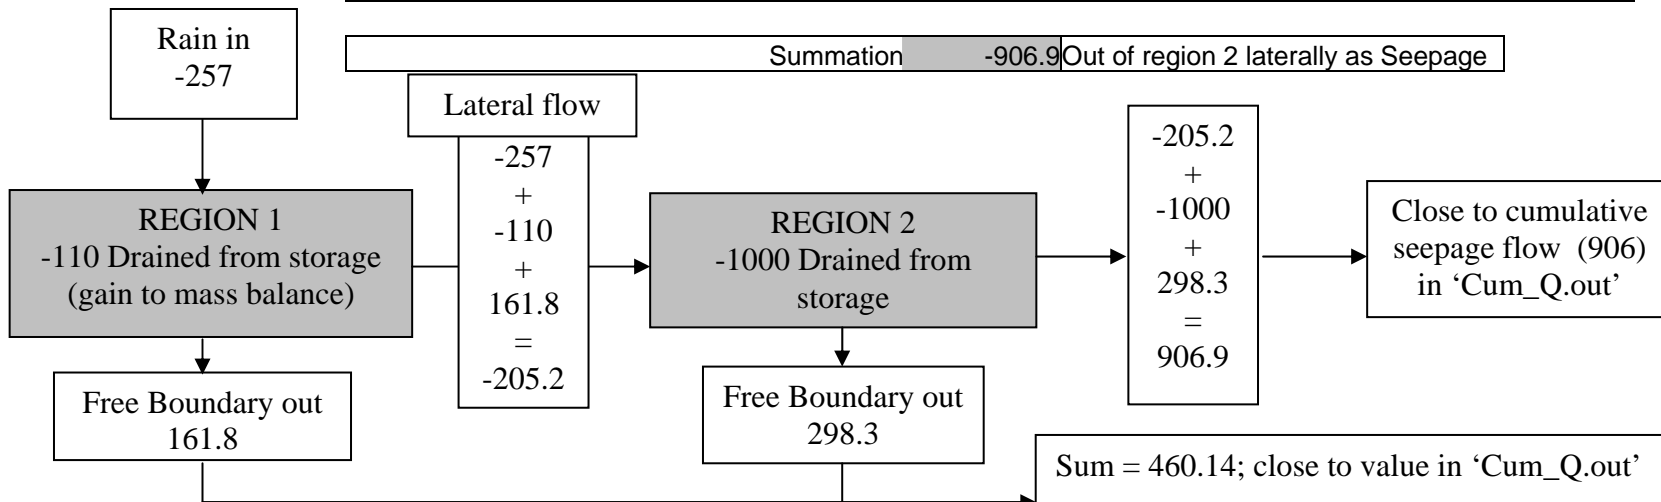 Rain in
-257
Summation -906.9 Out of region 2 laterally as Seepage
Lateral flow
-257
+
-110
+
161.8
=
-205.2
REGION 1
-110 Drained from storage
(gain to mass balance)
REGION 2
-1000 Drained from
storage
-205.2
+
-1000
+
298.3
=
906.9
Close to cumulative
seepage flow (906)
in ‘Cum_Q.out’
Free Boundary out
161.8
Free Boundary out
298.3
Sum = 460.14; close to value in ‘Cum_Q.out’